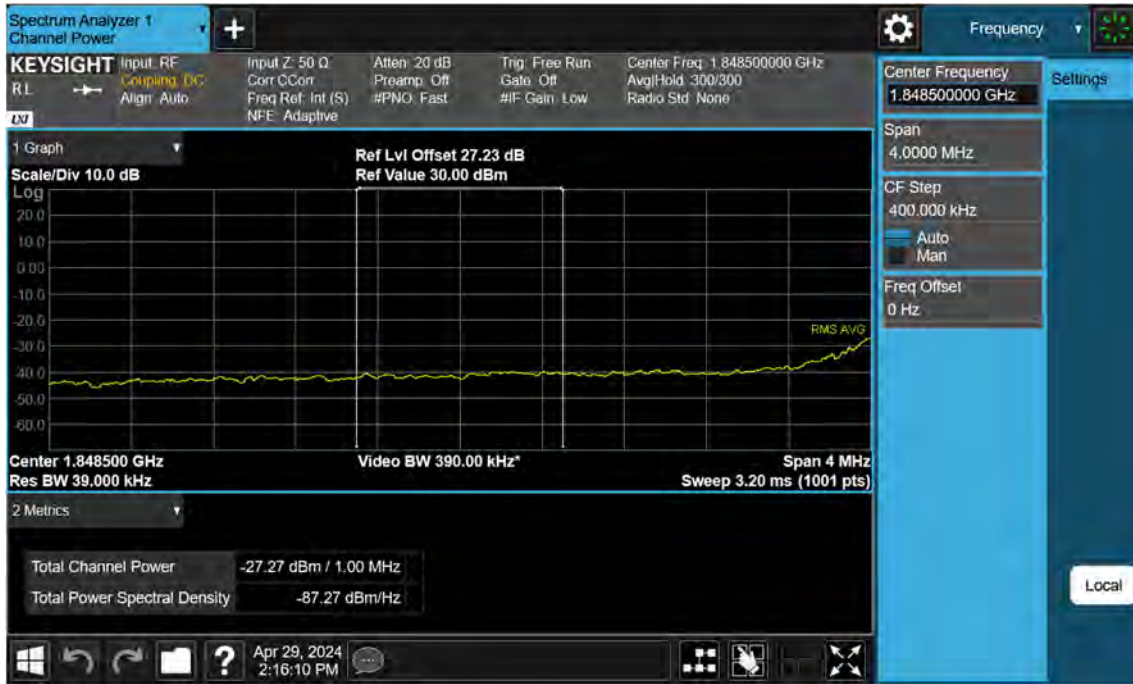 Spectrum Analyzer 1
Channel Power
+
Frequency
KEYSIGHT Input: RF Input Z: 50 Ω Atten: 20 dB Trig: Free Run Center Freq: 1.848500000 GHz
RL Coupling: DC Corr CCorr Preamp: Off Gate: Off Avg|Hold: 300/300
Align: Auto Freq Ref: Int (S) #PNO: Fast #IF Gain: Low Radio Std: None
LXI NFE: Adaptive
Center Frequency
1.848500000 GHz
Settings
Span
4.0000 MHz
CF Step
400.000 kHz
Auto
Man
Freq Offset
0 Hz
Local
1 Graph
Ref Lvl Offset 27.23 dB
Scale/Div 10.0 dB Ref Value 30.00 dBm
Log
20.0
10.0
0.00
-10.0
-20.0
RMS AVG
-30.0
-40.0
-50.0
-60.0
Center 1.848500 GHz Video BW 390.00 kHz* Span 4 MHz
Res BW 39.000 kHz Sweep 3.20 ms (1001 pts)
2 Metrics
Total Channel Power -27.27 dBm / 1.00 MHz
Total Power Spectral Density -87.27 dBm/Hz
? Apr 29, 2024
2:16:10 PM